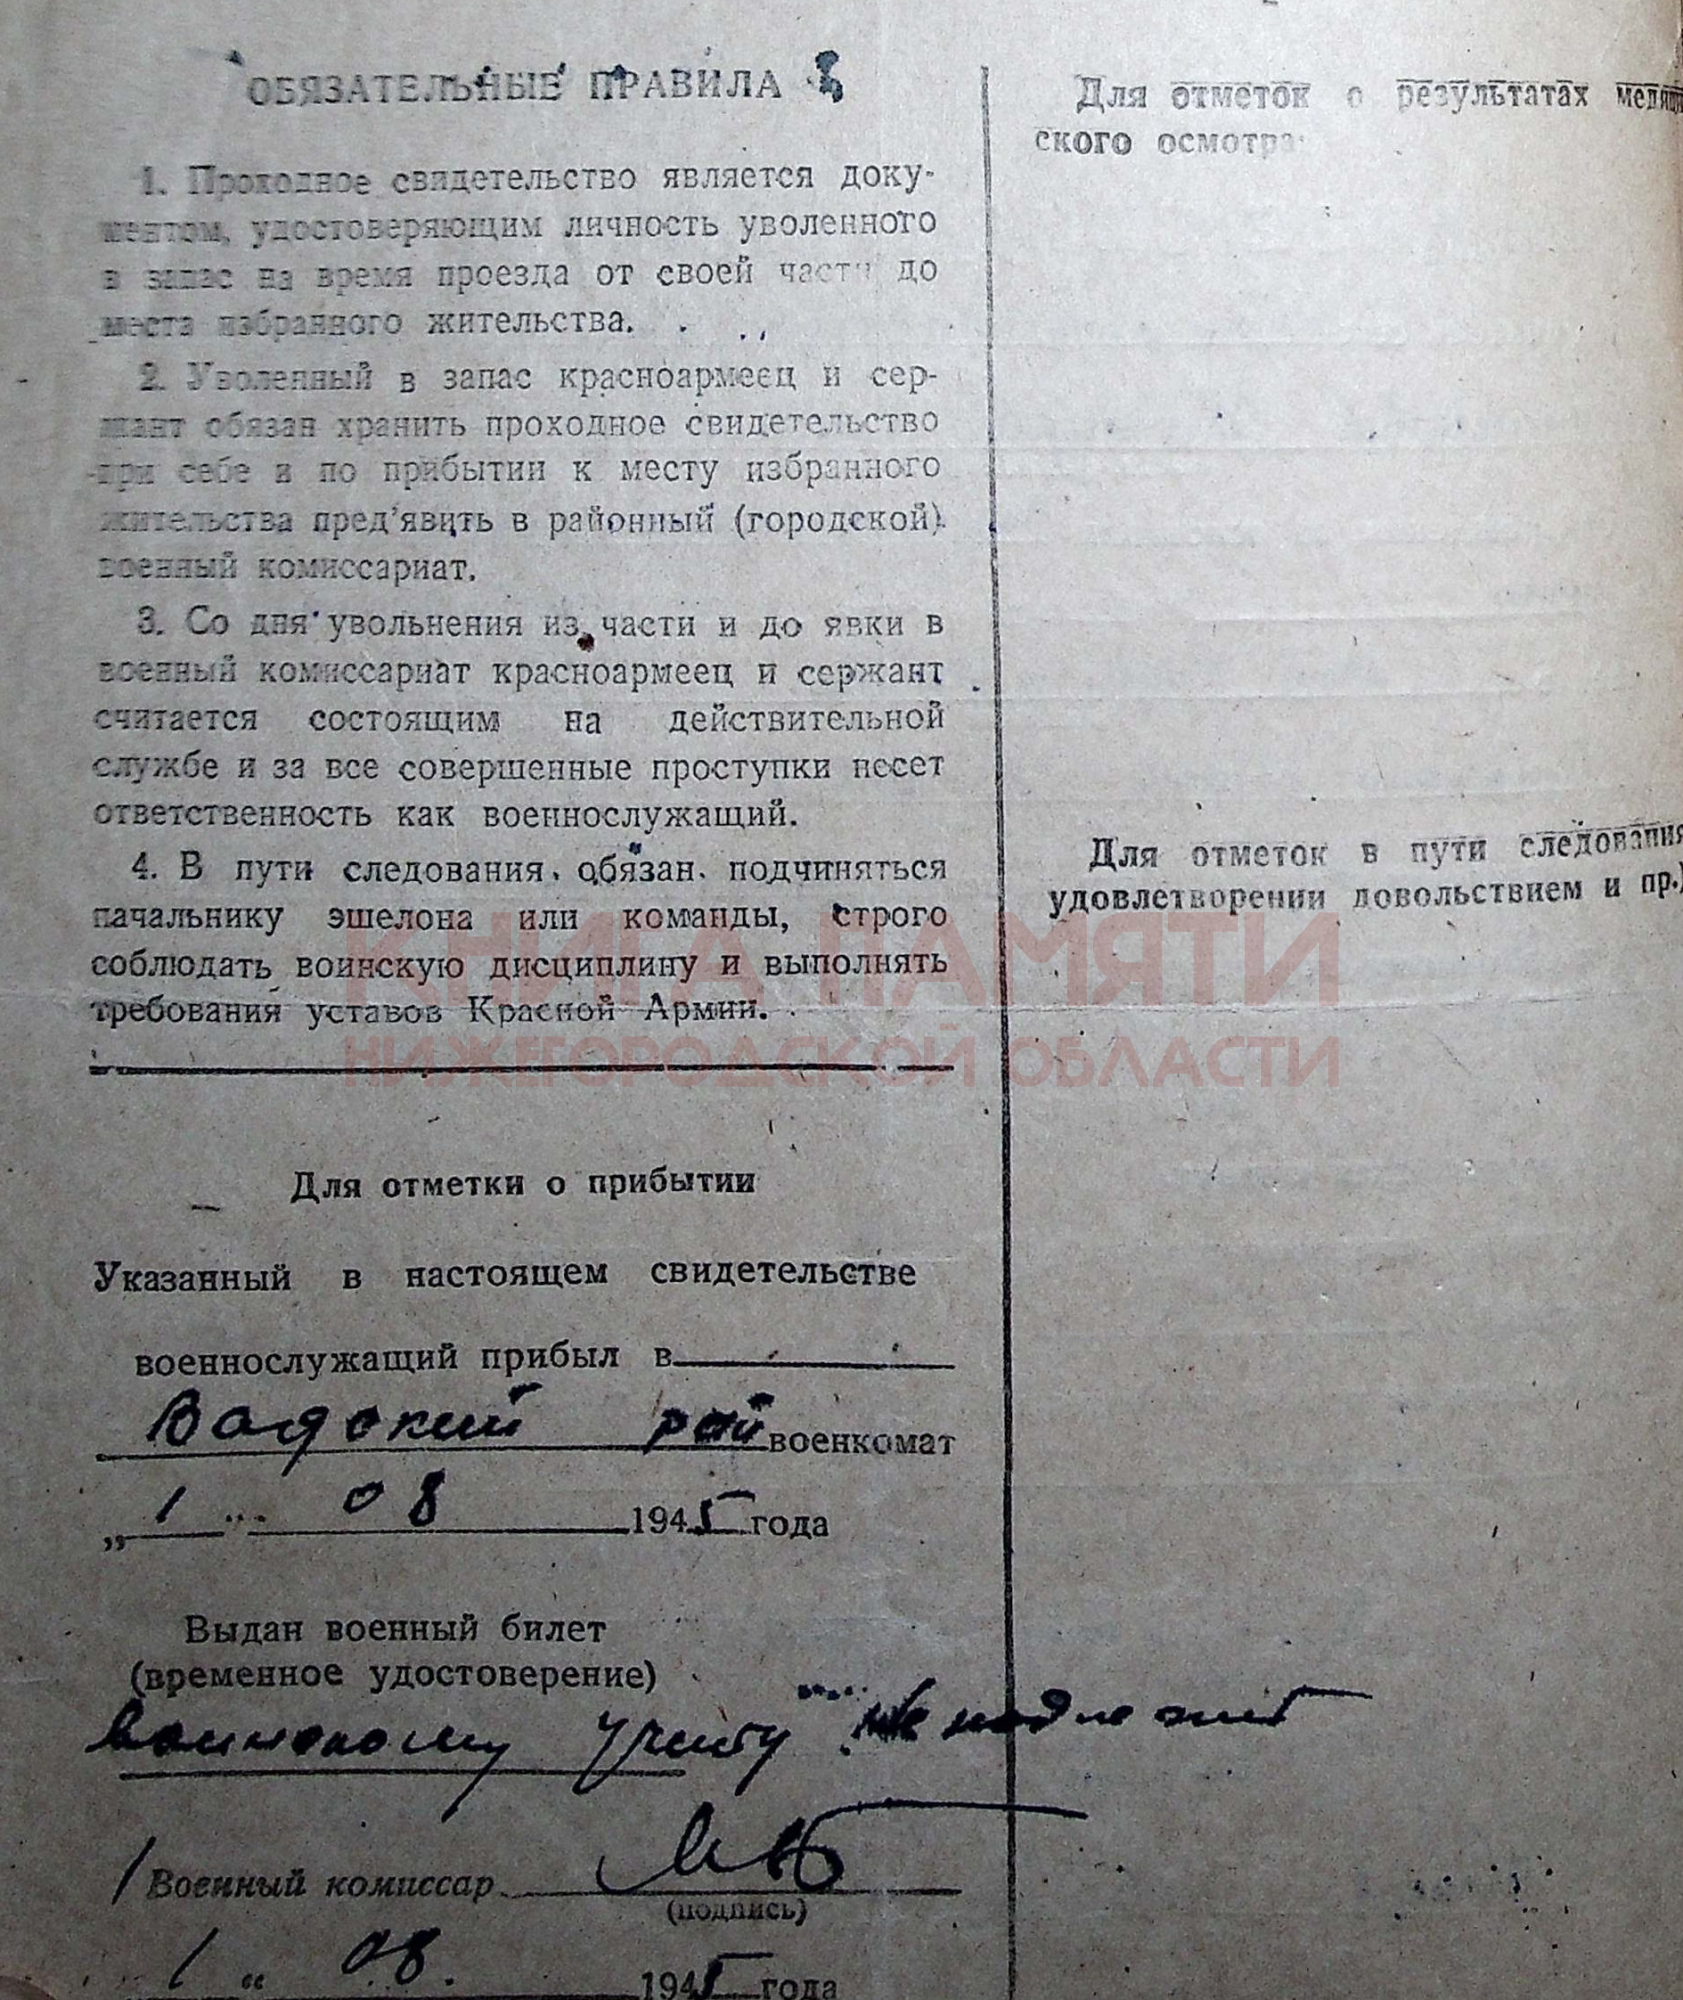 ОБЯЗАТЕЛЬНЫЕ ПРАВИЛА
1. Проходное свидетельство является доку-
ментом, удостоверяющим личность уволенного
в запас на время проезда от своей части до
места избранного жительства.
2. Уволенный в запас красноармеец и сер-
жант обязан хранить проходное свидетельство
при себе и по прибытии к месту избранного
жительства пред'явить в районный (городской)
военный комиссариат.
3. Со дня увольнения из части и до явки в
военный комиссариат красноармеец и сержант
считается состоящим на действительной
службе и за все совершенные проступки несет
ответственность как военнослужащий.
4. В пути следования обязан подчиняться
начальнику эшелона или команды, строго
соблюдать воинскую дисциплину и выполнять
требования уставов Красной Армии.
Для отметки о прибытии
Указанный в настоящем свидетельстве
военнослужащий прибыл в
Вадский рай военкомат
„1" 08 1945 года
Выдан военный билет
(временное удостоверение)
воинскому учету не подлежит
Военный комиссар
(подпись)
1 " 08. 1945 года
Для отметок о результатах медици
ского осмотра:
Для отметок в пути следования
удовлетворении довольствием и пр.)
КНИГА ПАМЯТИ
НИЖЕГОРОДСКОЙ ОБЛАСТИ